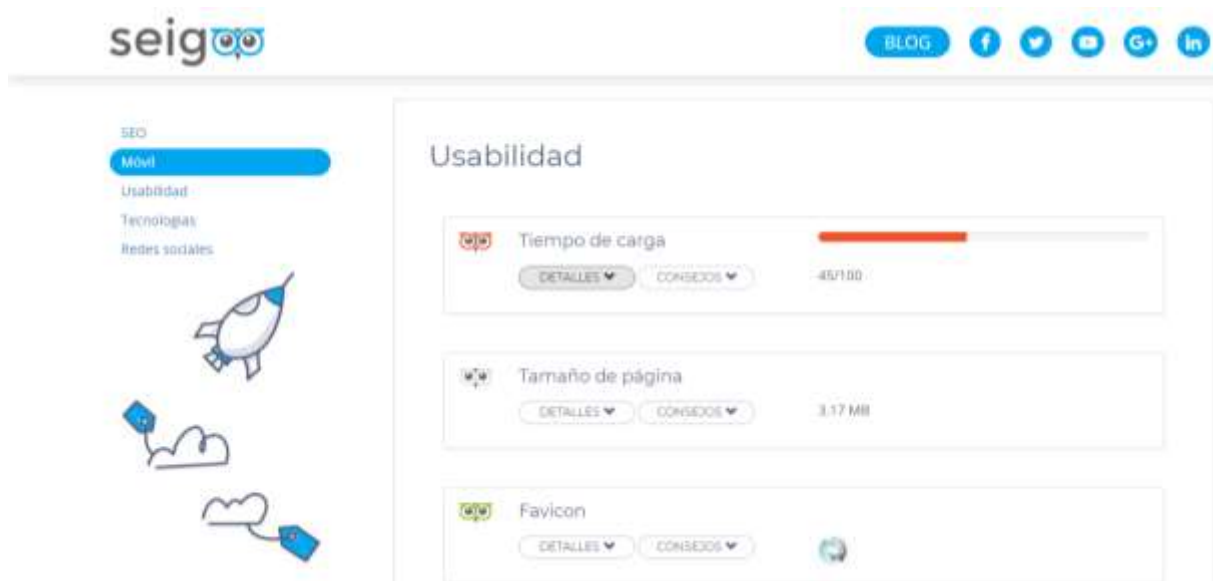 seigoo
BLOG
SEO
Móvil
Usabilidad
Tecnologías
Redes sociales
Usabilidad
Tiempo de carga
DETALLES CONSEJOS
45/100
Tamaño de página
DETALLES CONSEJOS
3.17 MB
Favicon
DETALLES CONSEJOS